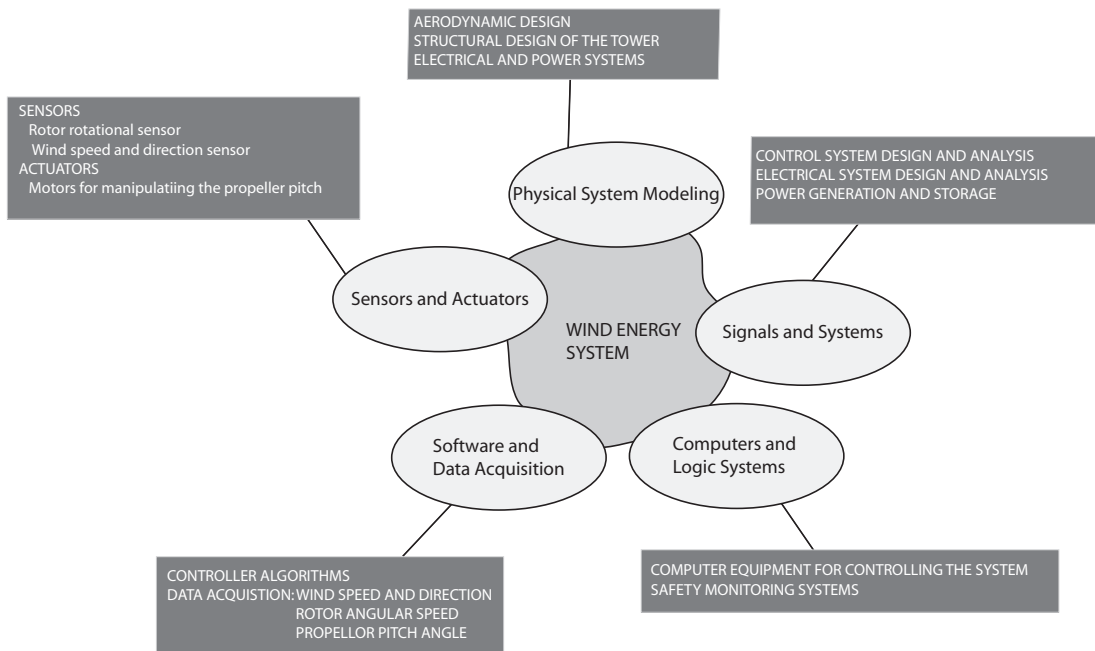 AERODYNAMIC DESIGN
STRUCTURAL DESIGN OF THE TOWER
ELECTRICAL AND POWER SYSTEMS
SENSORS
Rotor rotational sensor
Wind speed and direction sensor
ACTUATORS
Motors for manipulatiing the propeller pitch
CONTROL SYSTEM DESIGN AND ANALYSIS
ELECTRICAL SYSTEM DESIGN AND ANALYSIS
POWER GENERATION AND STORAGE
Physical System Modeling
Sensors and Actuators
WIND ENERGY
SYSTEM
Signals and Systems
Software and
Data Acquisition
Computers and
Logic Systems
CONTROLLER ALGORITHMS
DATA ACQUISTION: WIND SPEED AND DIRECTION
ROTOR ANGULAR SPEED
PROPELLOR PITCH ANGLE
COMPUTER EQUIPMENT FOR CONTROLLING THE SYSTEM
SAFETY MONITORING SYSTEMS